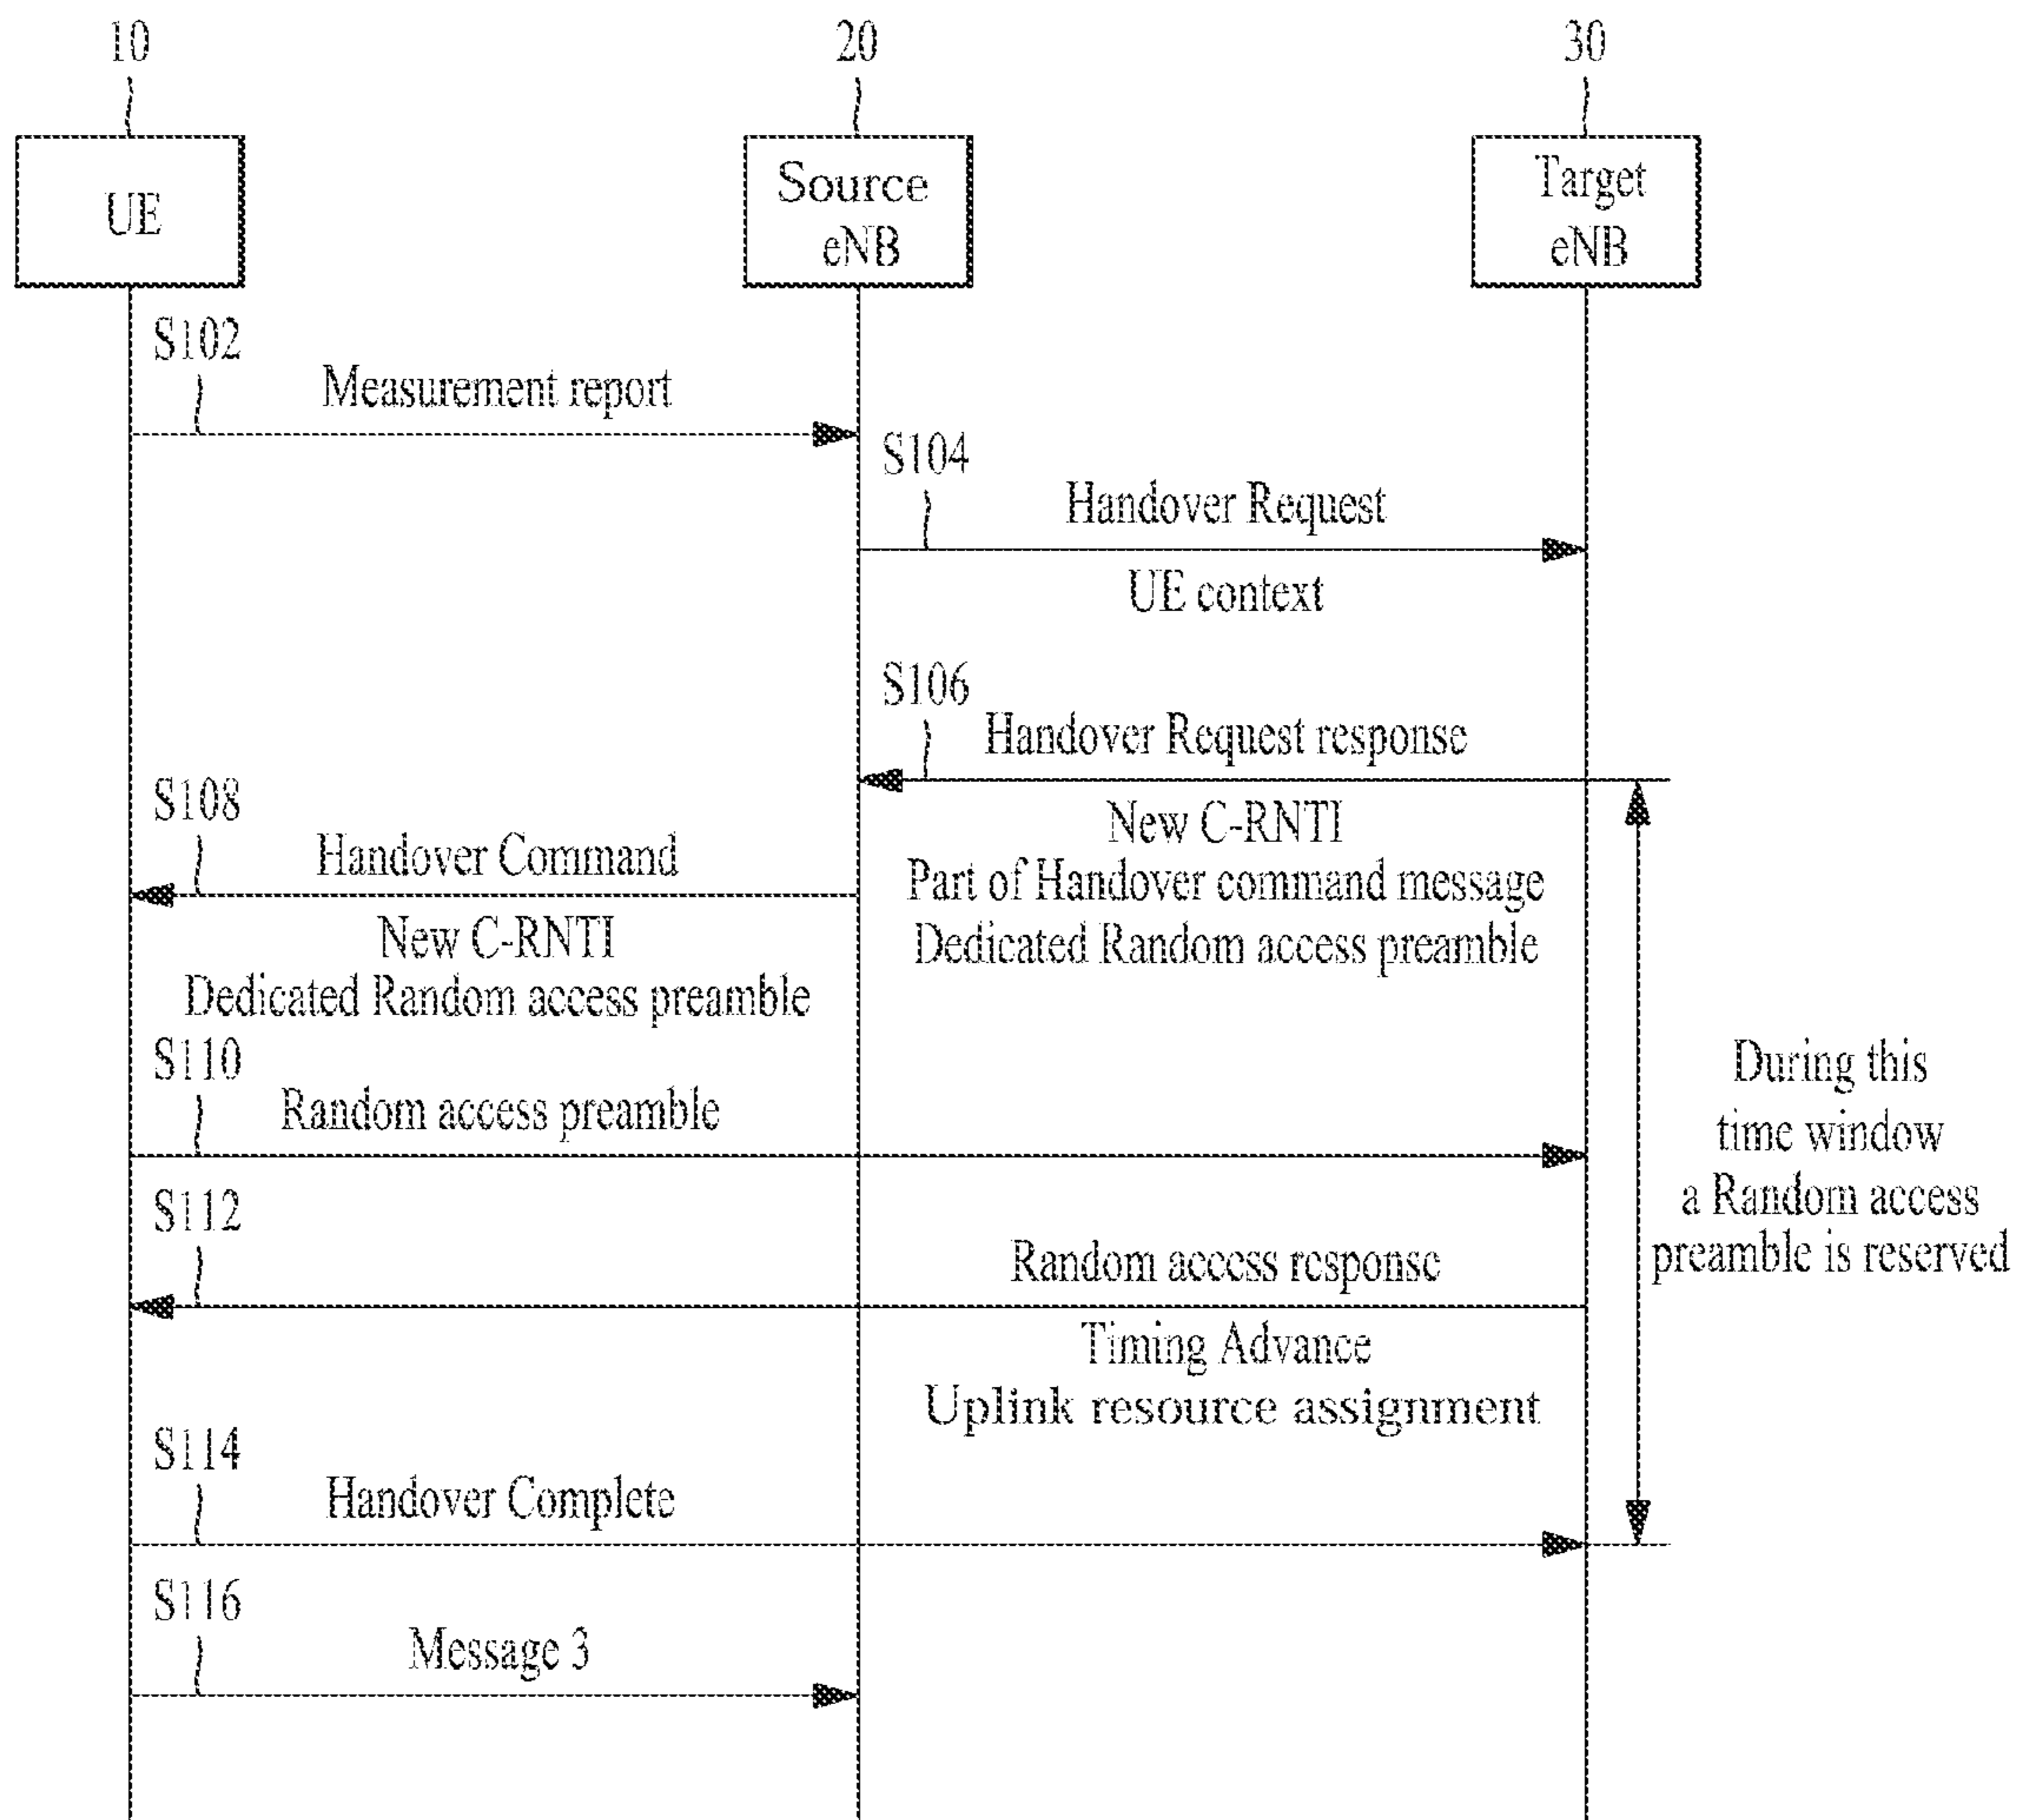 10
20
30
UE
Source
eNB
Target
eNB
S102
Measurement report
S104
Handover Request
UE context
S106
Handover Request response
New C-RNTI
Part of Handover command message
Dedicated Random access preamble
S108
Handover Command
New C-RNTI
Dedicated Random access preamble
S110
Random access preamble
During this
time window
a Random access
preamble is reserved
S112
Random access response
Timing Advance
Uplink resource assignment
S114
Handover Complete
S116
Message 3